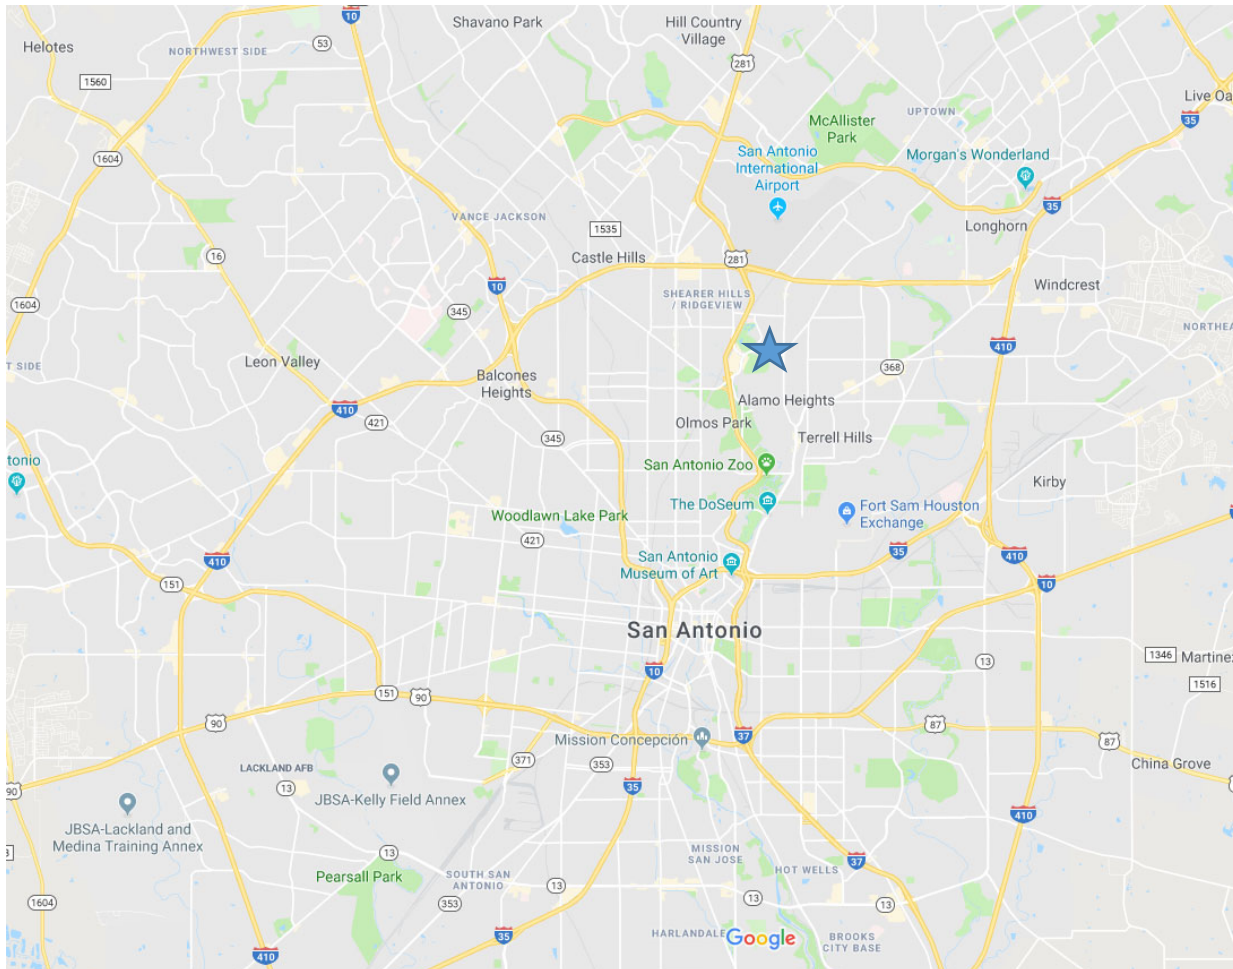 10
Shavano Park
Hill Country
Village
Helotes
NORTHWEST SIDE
53
281
1560
Live Oa
UPTOWN
McAllister
Park
35
1604
San Antonio
International
Airport
Morgan's Wonderland
35
VANCE JACKSON
1535
Longhorn
16
Castle Hills
281
10
Windcrest
SHEARER HILLS
/ RIDGEVIEW
1604
345
NORTHEA
410
T SIDE
Leon Valley
368
Balcones
Heights
410
Alamo Heights
421
Olmos Park
345
Terrell Hills
tonio
San Antonio Zoo
Kirby
The DoSeum
Fort Sam Houston
Exchange
Woodlawn Lake Park
421
35
410
410
San Antonio
Museum of Art
151
10
San Antonio
13
1346
Martinez
10
1516
151
90
90
87
37
87
Mission Concepción
371
353
China Grove
LACKLAND AFB
13
JBSA-Kelly Field Annex
35
90
JBSA-Lackland and
Medina Training Annex
410
3
13
MISSION
SAN JOSE
37
HOT WELLS
Pearsall Park
SOUTH SAN
ANTONIO
13
13
13
1604
353
35
HARLANDALE
Google
BROOKS
CITY BASE
410